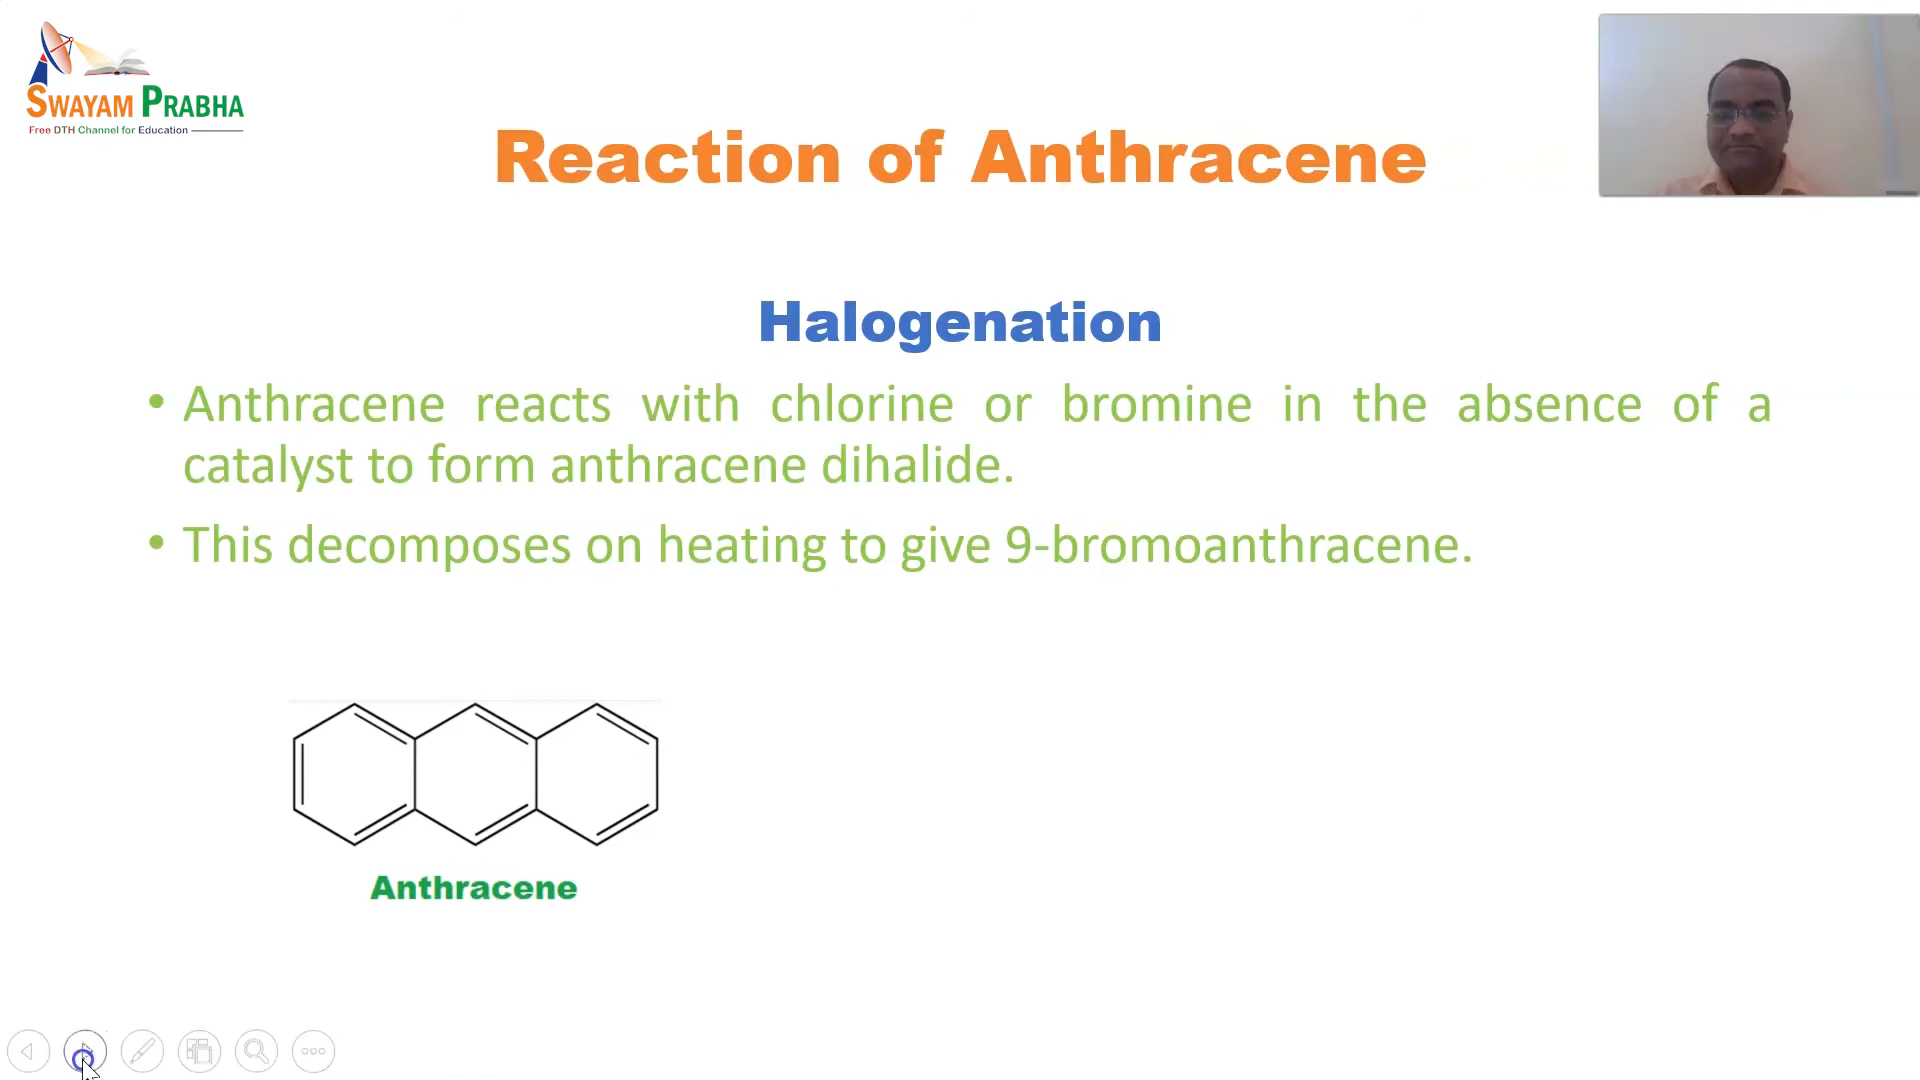 SWAYAM PRABHA
Free DTH Channel for Education
Reaction of Anthracene
Halogenation
• Anthracene reacts with chlorine or bromine in the absence of a
catalyst to form anthracene dihalide.
• This decomposes on heating to give 9-bromoanthracene.
Anthracene